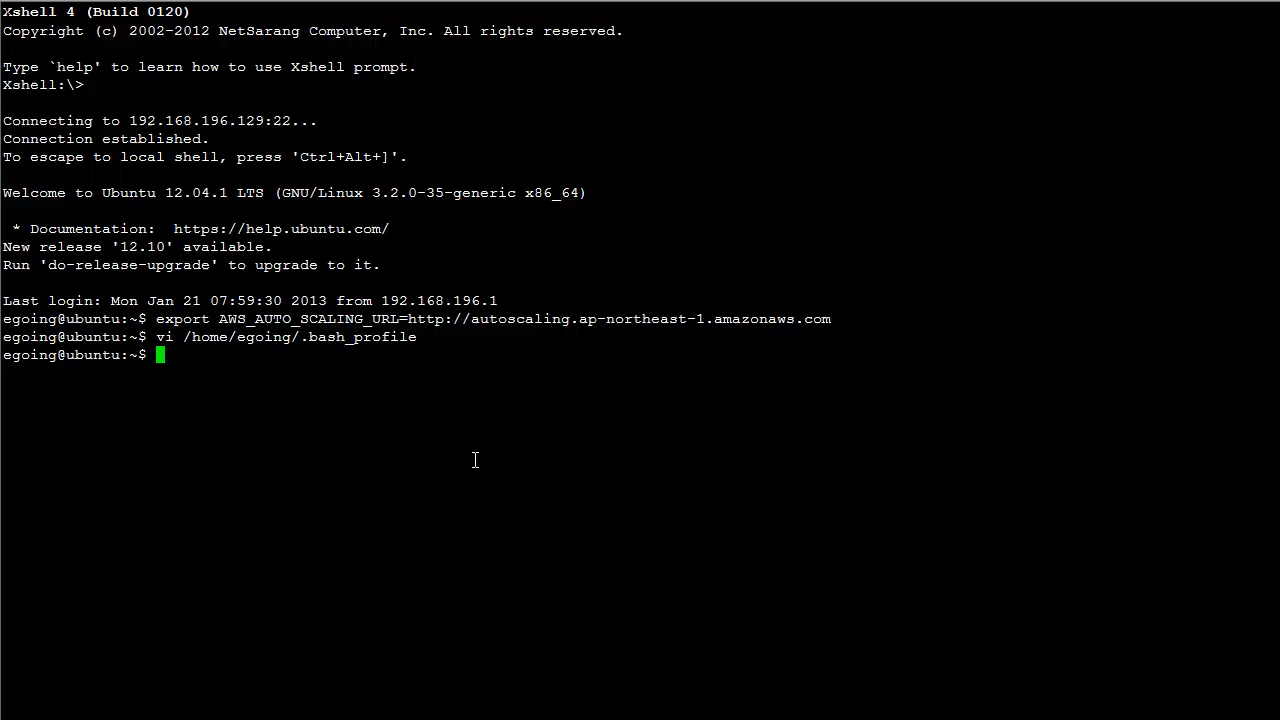 Xshell 4 (Build 0120)
Copyright (c) 2002-2012 NetSarang Computer, Inc. All rights reserved.
Type `help' to learn how to use Xshell prompt.
Xshell:\>
Connecting to 192.168.196.129:22...
Connection established.
To escape to local shell, press 'Ctrl+Alt+]'.
Welcome to Ubuntu 12.04.1 LTS (GNU/Linux 3.2.0-35-generic x86_64)
 * Documentation:  https://help.ubuntu.com/
New release '12.10' available.
Run 'do-release-upgrade' to upgrade to it.
Last login: Mon Jan 21 07:59:30 2013 from 192.168.196.1
egoing@ubuntu:~$ export AWS_AUTO_SCALING_URL=http://autoscaling.ap-northeast-1.amazonaws.com
egoing@ubuntu:~$ vi /home/egoing/.bash_profile
egoing@ubuntu:~$